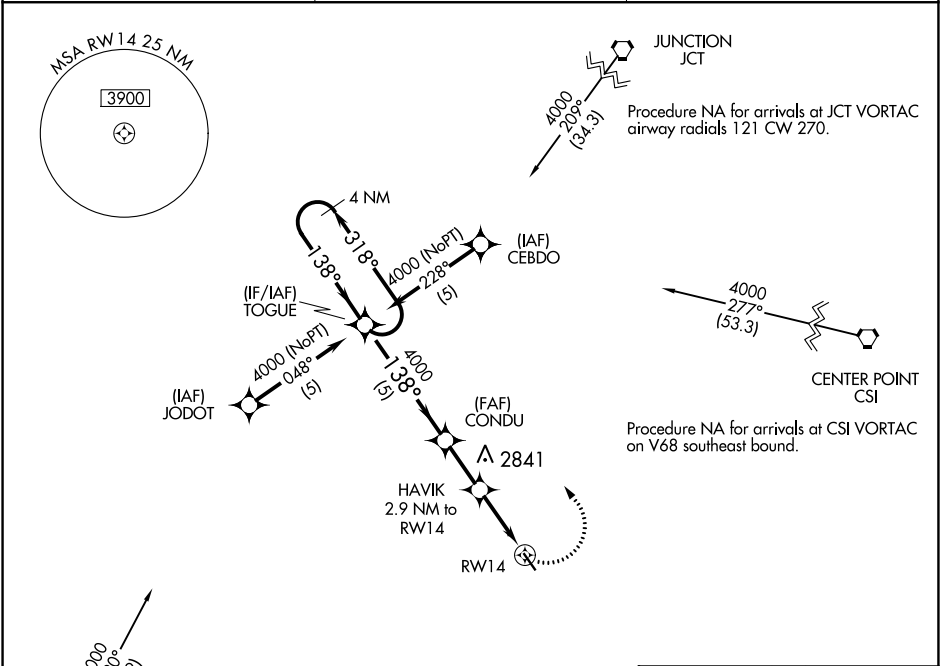 MSA RW14 25 NM
3900
JUNCTION
JCT
4000
209°
(34.3)
Procedure NA for arrivals at JCT VORTAC
airway radials 121 CW 270.
4 NM
318°
138°
4000 (NoPT)
228°
(5)
(IAF)
CEBDO
(IF/IAF)
TOGUE
4000
277°
(53.3)
4000 (NoPT)
048°
(5)
(IAF)
JODOT
4000
138°
(5)
CENTER POINT
CSI
(FAF)
CONDU
2841
Procedure NA for arrivals at CSI VORTAC
on V68 southeast bound.
HAVIK
2.9 NM to
RW14
RW14